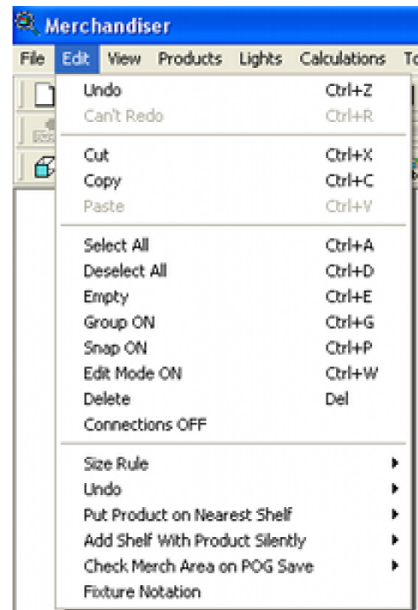 Merchandiser
File Edit View Products Lights Calculations
Undo Ctrl+Z
Can't Redo Ctrl+R
Cut Ctrl+X
Copy Ctrl+C
Paste Ctrl+V
Select All Ctrl+A
Deselect All Ctrl+D
Empty Ctrl+E
Group ON Ctrl+G
Snap ON Ctrl+P
Edit Mode ON Ctrl+W
Delete Del
Connections OFF
Size Rule
Undo
Put Product on Nearest Shelf
Add Shelf With Product Silently
Check Merch Area on POG Save
Fixture Notation